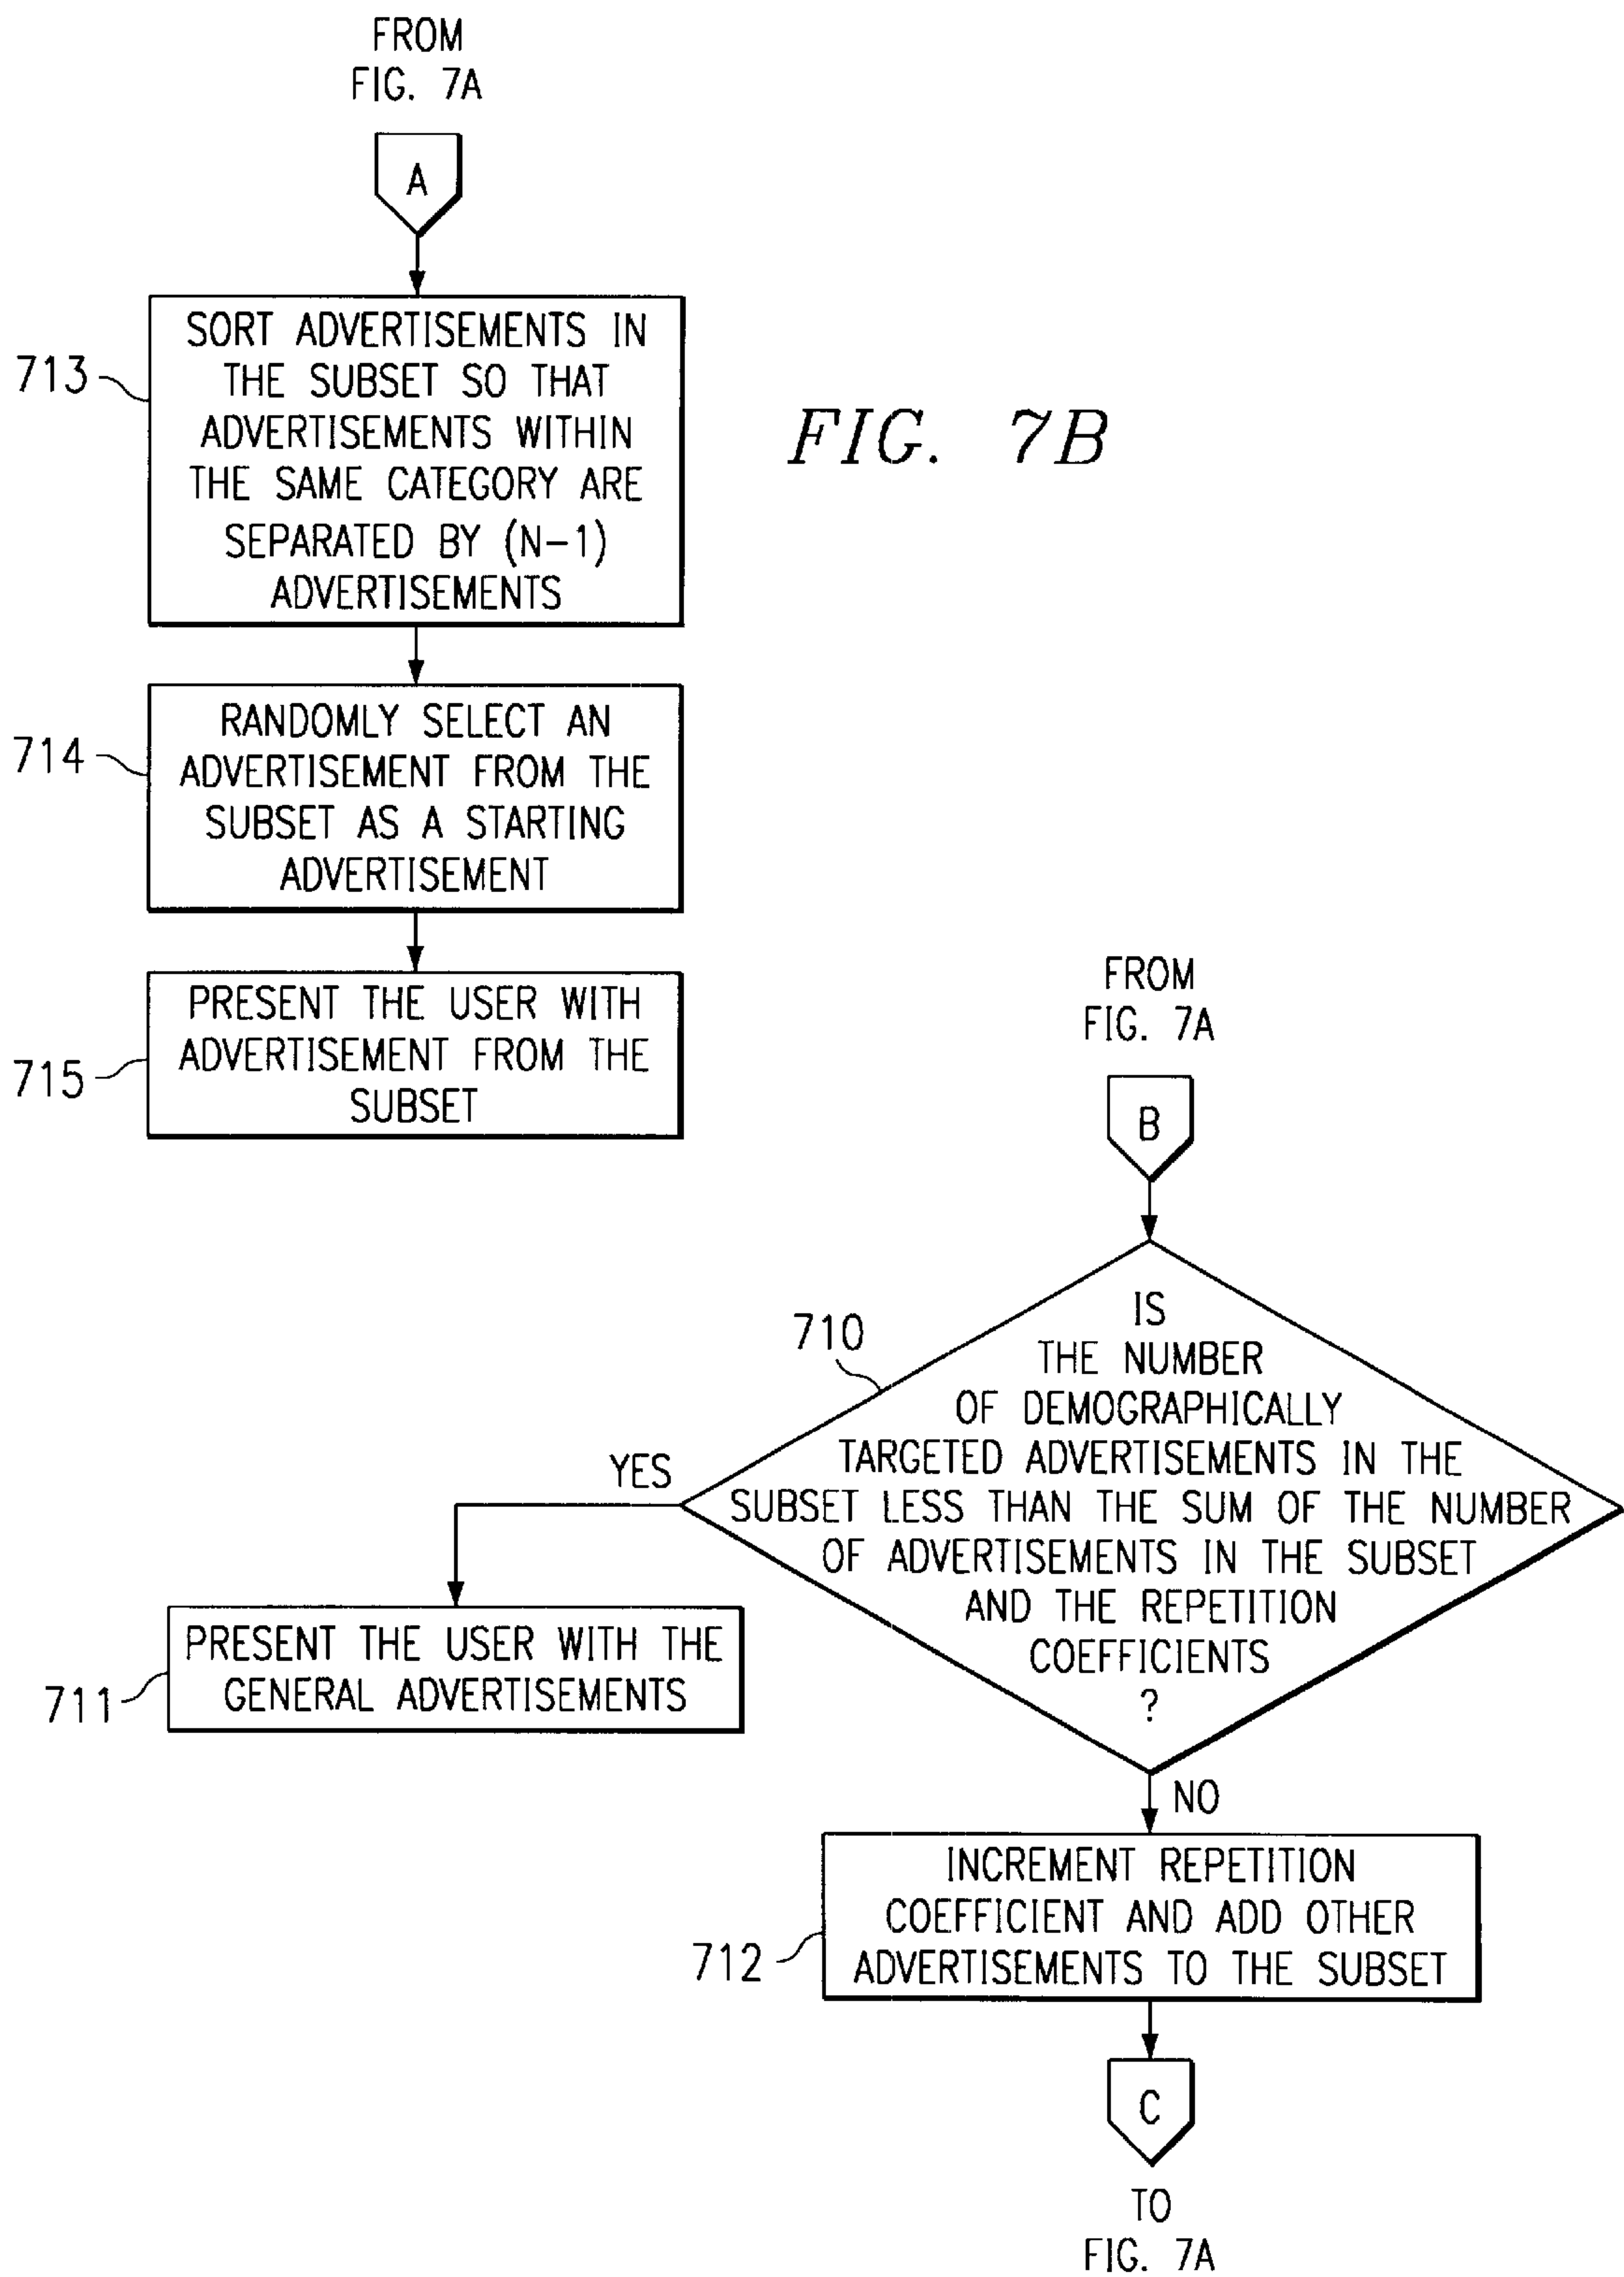 FROM
FIG. 7A
A
713
SORT ADVERTISEMENTS IN
THE SUBSET SO THAT
ADVERTISEMENTS WITHIN
THE SAME CATEGORY ARE
SEPARATED BY (N-1)
ADVERTISEMENTS
FIG. 7B
714
RANDOMLY SELECT AN
ADVERTISEMENT FROM THE
SUBSET AS A STARTING
ADVERTISEMENT
715
PRESENT THE USER WITH
ADVERTISEMENT FROM THE
SUBSET
FROM
FIG. 7A
B
710
IS
THE NUMBER
OF DEMOGRAPHICALLY
TARGETED ADVERTISEMENTS IN THE
SUBSET LESS THAN THE SUM OF THE NUMBER
OF ADVERTISEMENTS IN THE SUBSET
AND THE REPETITION
COEFFICIENTS
?
YES
711
PRESENT THE USER WITH THE
GENERAL ADVERTISEMENTS
NO
712
INCREMENT REPETITION
COEFFICIENT AND ADD OTHER
ADVERTISEMENTS TO THE SUBSET
C
TO
FIG. 7A